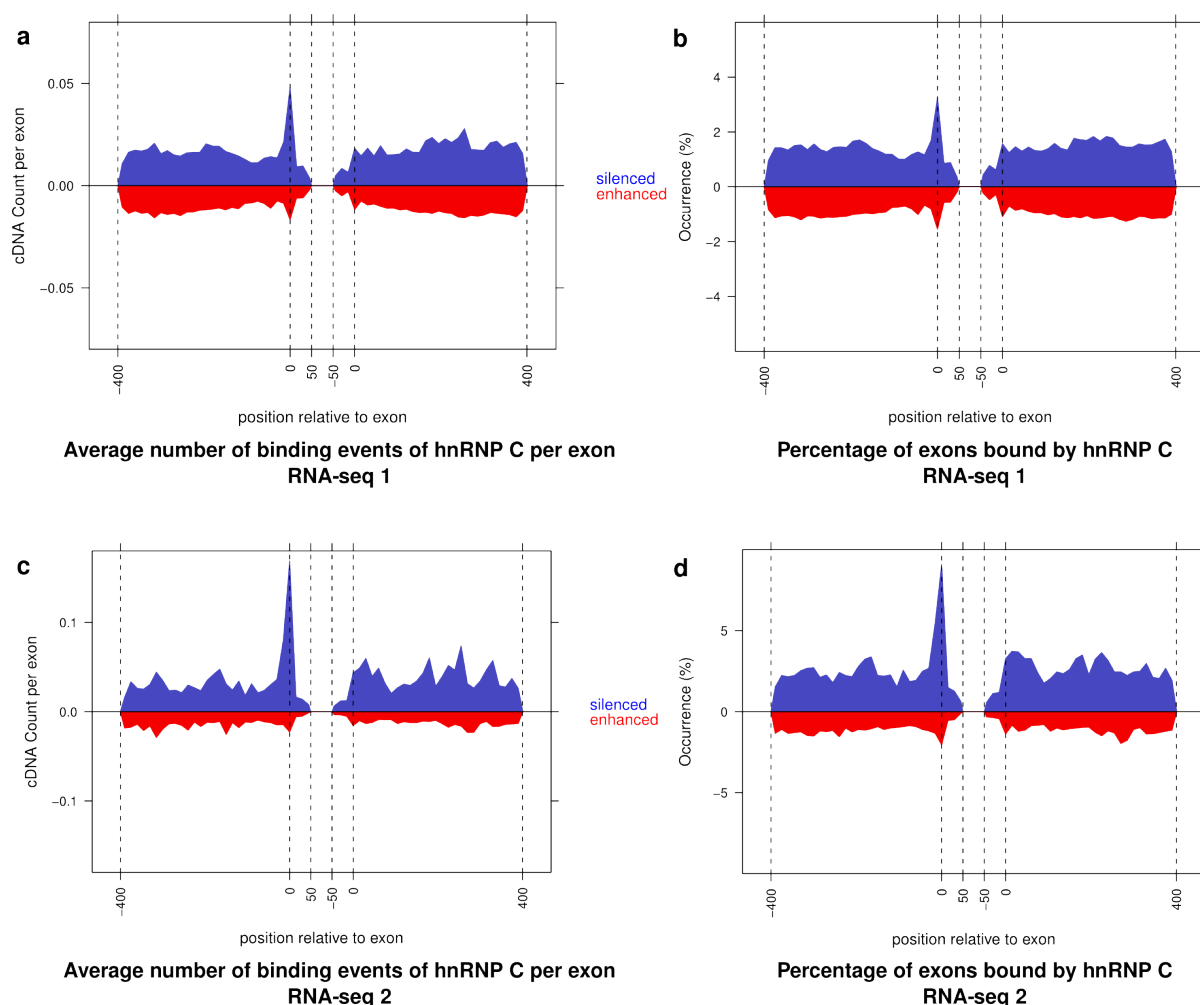 a
0.05
0.00
−0.05
cDNA Count per exon
−400
0
50
−50
0
400
position relative to exon
Average number of binding events of hnRNP C per exon
RNA-seq 1
silenced
enhanced
b
4
2
0
−2
−4
Occurrence (%)
−400
0
50
−50
0
400
position relative to exon
Percentage of exons bound by hnRNP C
RNA-seq 1
c
0.1
0.0
−0.1
cDNA Count per exon
−400
0
50
−50
0
400
position relative to exon
Average number of binding events of hnRNP C per exon
RNA-seq 2
silenced
enhanced
d
5
0
−5
Occurrence (%)
−400
0
50
−50
0
400
position relative to exon
Percentage of exons bound by hnRNP C
RNA-seq 2